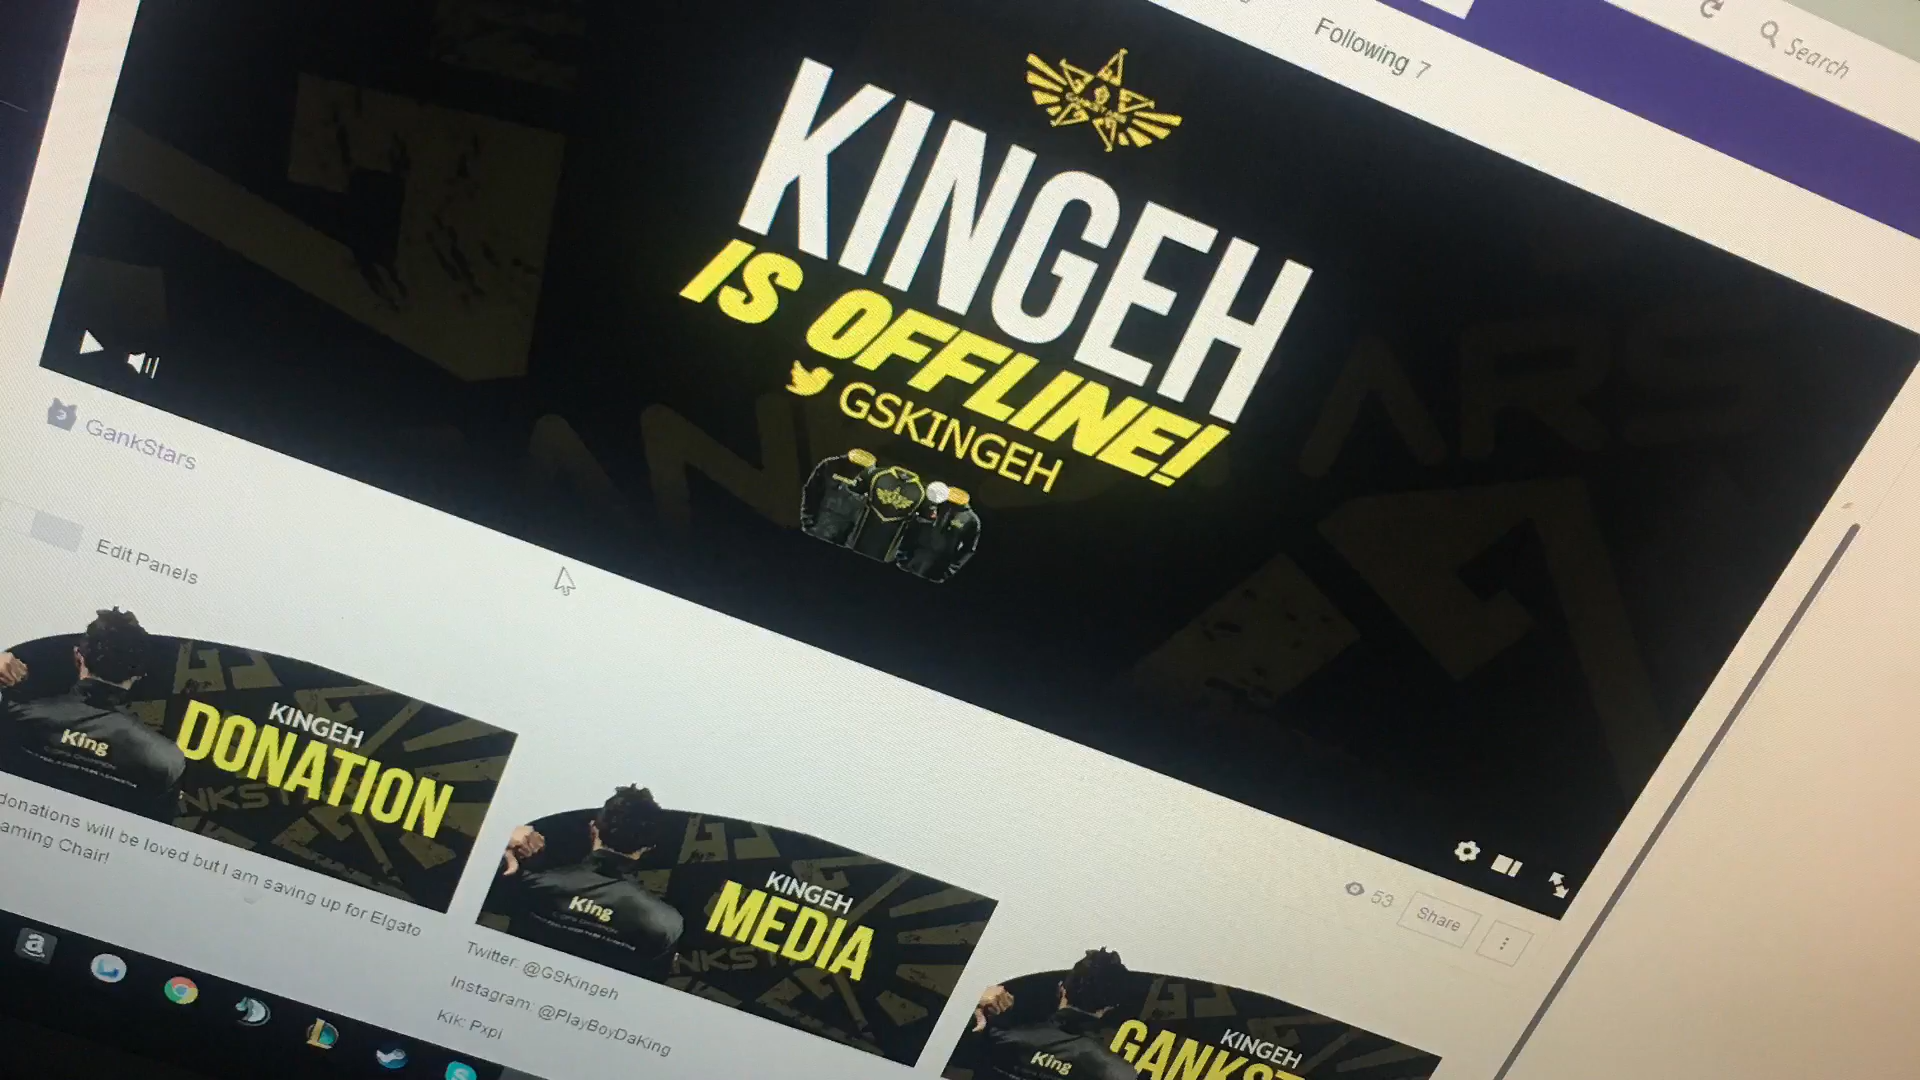 Following 7
Search
KINGEH
IS OFFLINE!
GSKINGEH
GankStars
Edit Panels
53
Share
King
KINGEH
DONATION
donations will be loved but I am saving up for Elgato
aming Chair!
King
KINGEH
MEDIA
Twitter: @GSKingeh
Instagram: @PlayBoyDaKing
Kik: Pxpi
King
KINGEH
GANKST